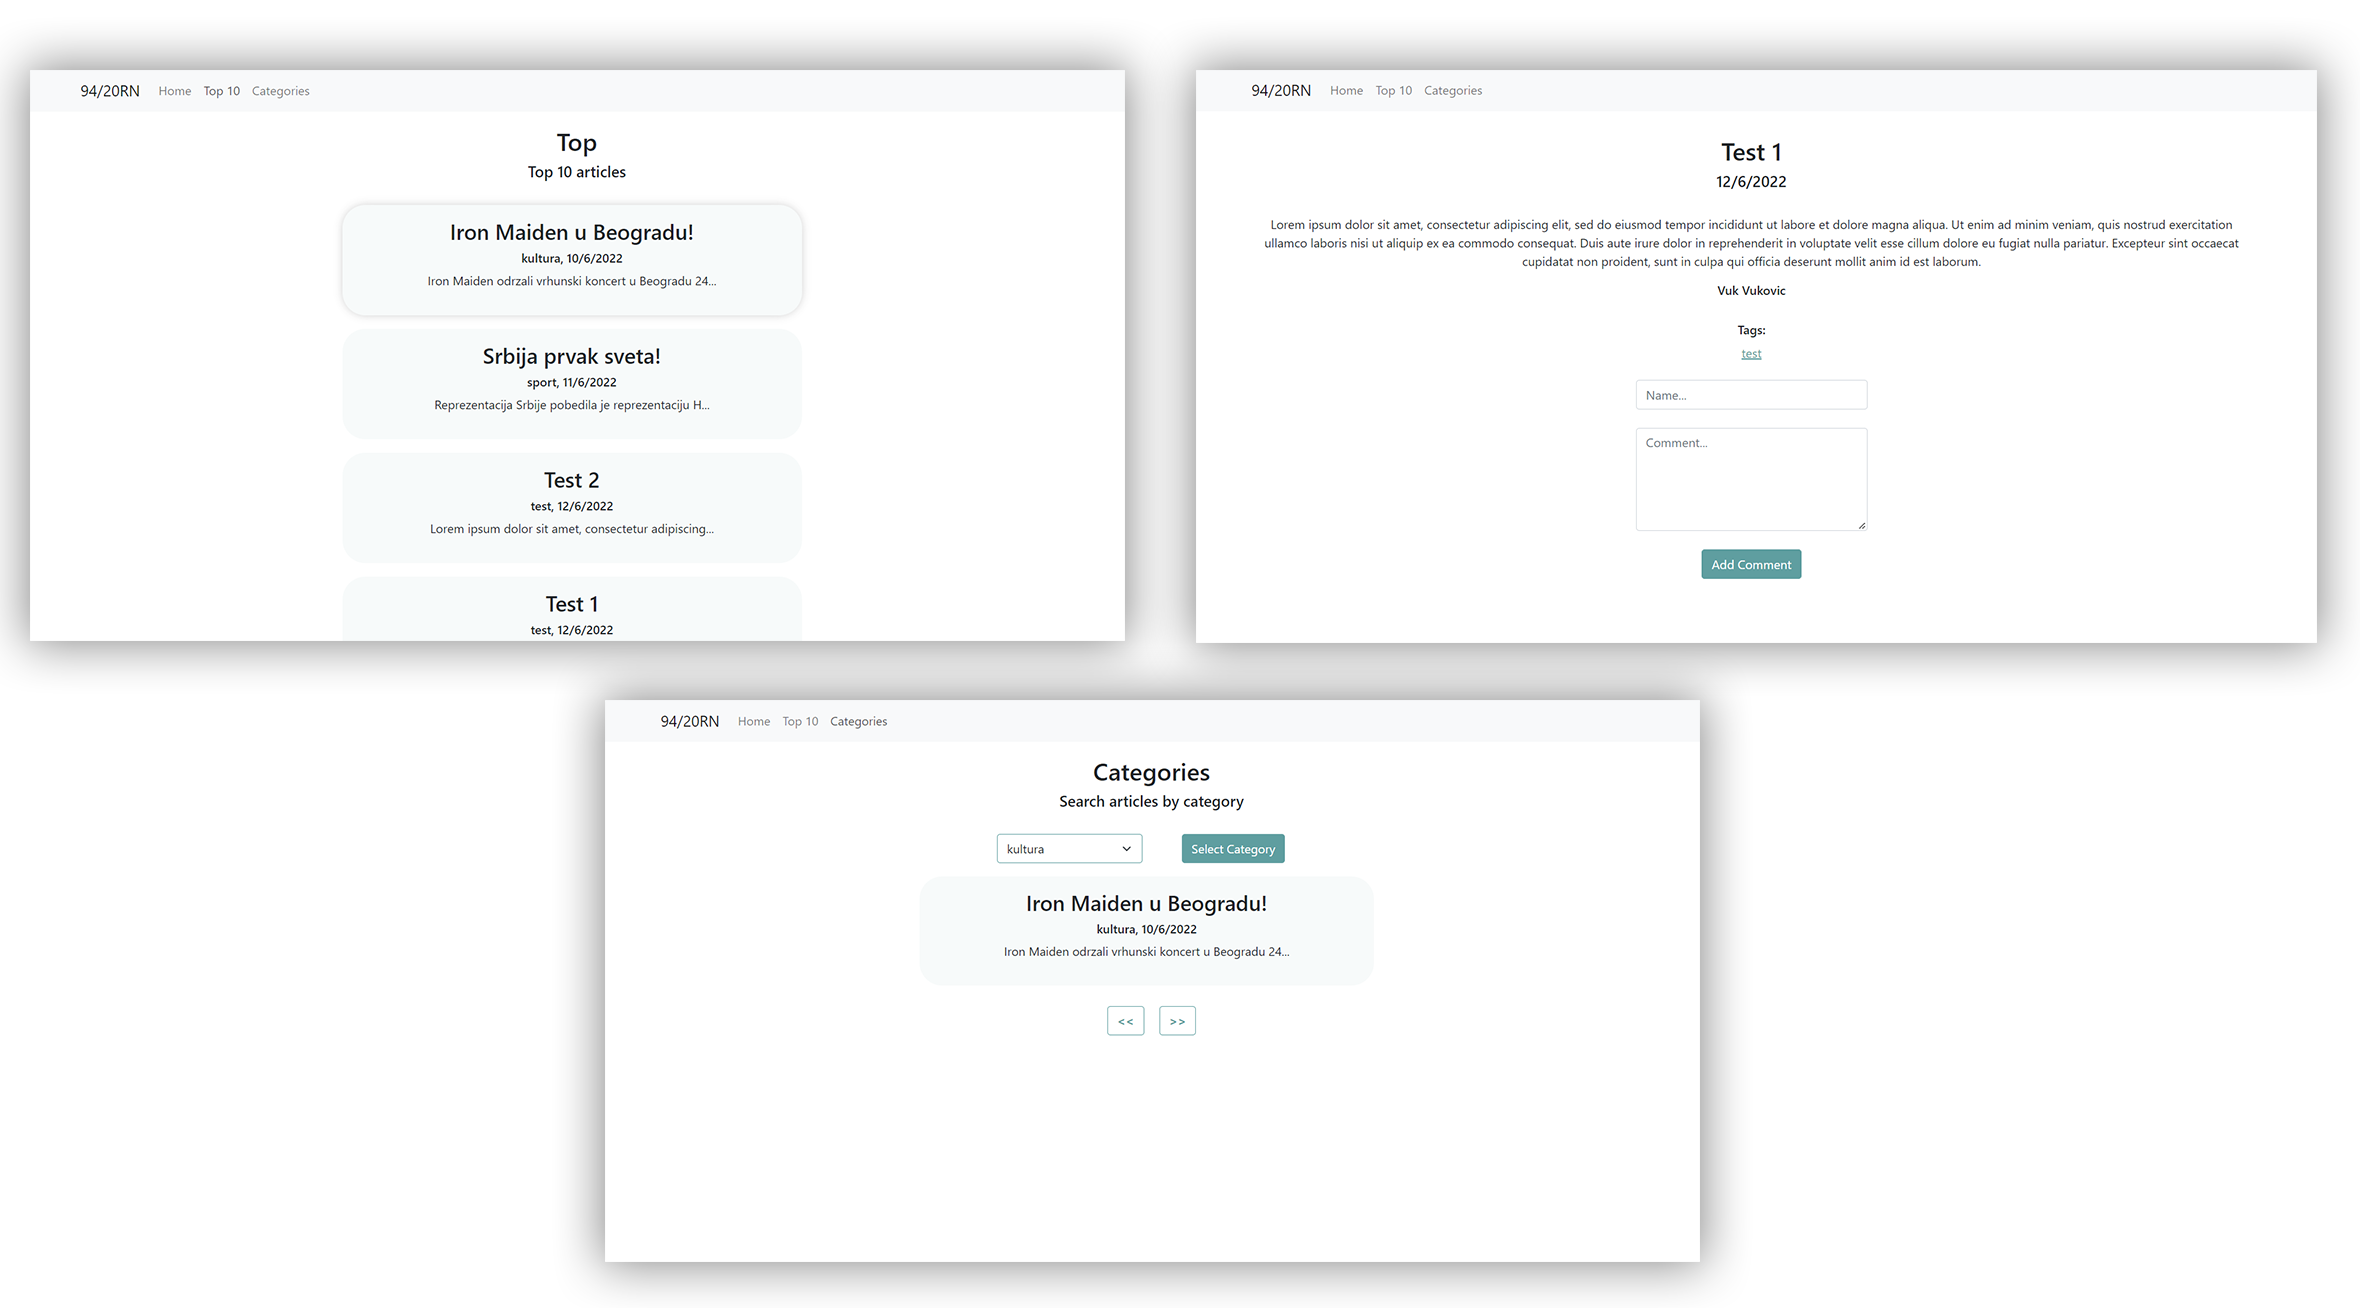 94/20RN Home Top 10 Categories
Top
Top 10 articles
Iron Maiden u Beogradu!
kultura, 10/6/2022
Iron Maiden odrzali vrhunski koncert u Beogradu 24...
Srbija prvak sveta!
sport, 11/6/2022
Reprezentacija Srbije pobedila je reprezentaciju H...
Test 2
test, 12/6/2022
Lorem ipsum dolor sit amet, consectetur adipiscing...
Test 1
test, 12/6/2022
94/20RN Home Top 10 Categories
Test 1
12/6/2022
Lorem ipsum dolor sit amet, consectetur adipiscing elit, sed do eiusmod tempor incididunt ut labore et dolore magna aliqua. Ut enim ad minim veniam, quis nostrud exercitation
ullamco laboris nisi ut aliquip ex ea commodo consequat. Duis aute irure dolor in reprehenderit in voluptate velit esse cillum dolore eu fugiat nulla pariatur. Excepteur sint occaecat
cupidatat non proident, sunt in culpa qui officia deserunt mollit anim id est laborum.
Vuk Vukovic
Tags:
test
Name...
Comment...
Add Comment
94/20RN Home Top 10 Categories
Categories
Search articles by category
kultura Select Category
Iron Maiden u Beogradu!
kultura, 10/6/2022
Iron Maiden odrzali vrhunski koncert u Beogradu 24...
<< >>